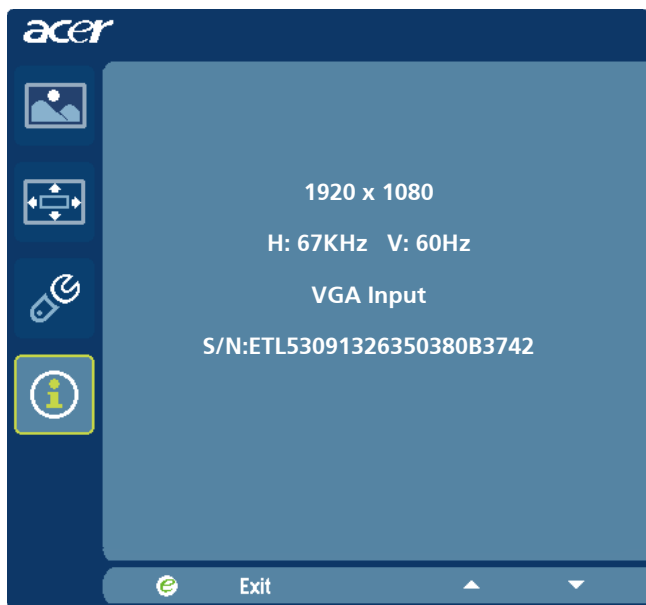 acer
1920 x 1080
H: 67KHz V: 60Hz
VGA Input
S/N:ETL53091326350380B3742
e Exit